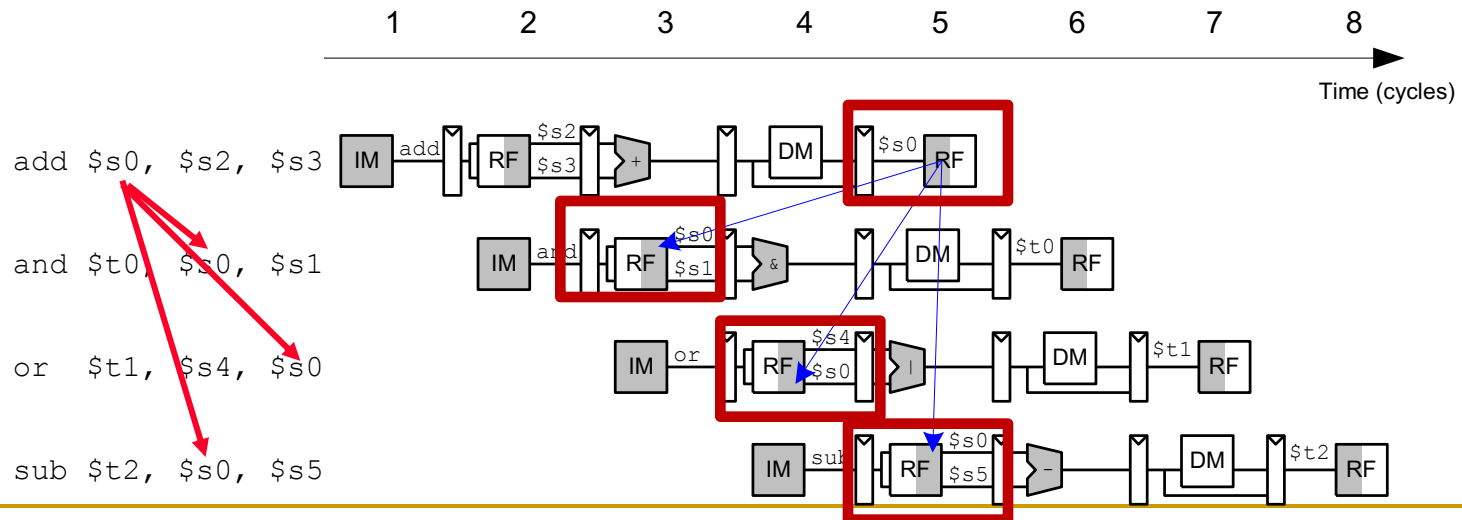 1 2 3 4 5 6 7 8
Time (cycles)
add $s0, $s2, $s3 IM add RF $s2 $s3 + DM $s0 RF
and $t0, $s0, $s1 IM and RF $s0 $s1 & DM $t0 RF
or $t1, $s4, $s0 IM or RF $s4 $s0 | DM $t1 RF
sub $t2, $s0, $s5 IM sub RF $s0 $s5 - DM $t2 RF